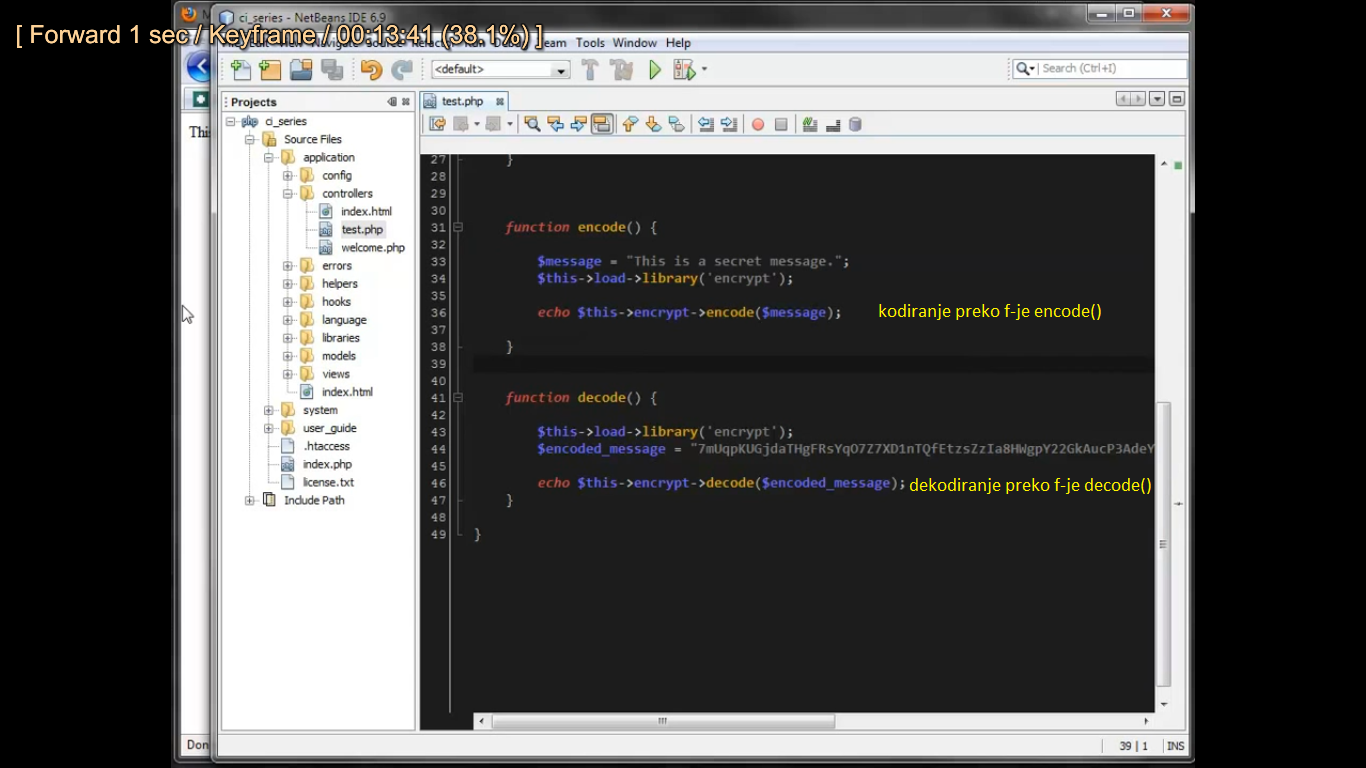 ci_series - NetBeans IDE 6.9
[ Forward 1 sec / Keyframe / 00:13:41 (38.1%) ]
Team Tools Window Help
<default>
Search (Ctrl+I)
Projects
test.php
This
ci_series
Source Files
application
config
controllers
index.html
test.php
welcome.php
errors
helpers
hooks
language
libraries
models
views
index.html
system
user_guide
.htaccess
index.php
license.txt
Include Path
27 }
28
29
30
31 function encode() {
32
33 $message = "This is a secret message.";
34 $this->load->library('encrypt');
35
36 echo $this->encrypt->encode($message); kodiranje preko f-je encode()
37
38 }
39
40
41 function decode() {
42
43 $this->load->library('encrypt');
44 $encoded_message = "7mUqpKUGjdaTHgFRsYqO7Z7XD1nTQfEtzsZzIa8HWgpY22GkAucP3AdeY
45
46 echo $this->encrypt->decode($encoded_message); dekodiranje preko f-je decode()
47 }
48
49 }
Don
39 | 1 INS